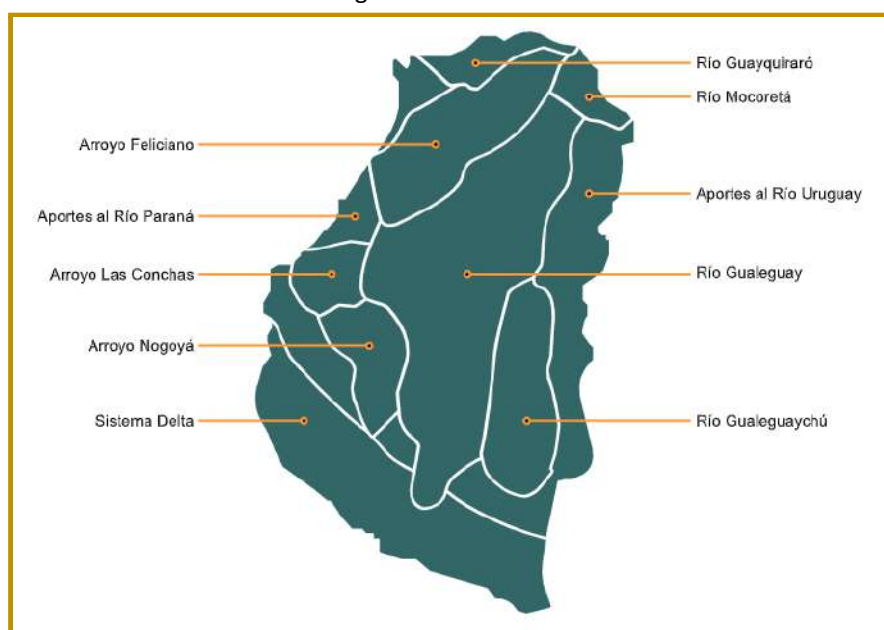 Arroyo Feliciano
Aportes al Río Paraná
Arroyo Las Conchas
Arroyo Nogoyá
Sistema Delta
Río Guayquiraró
Río Mocoretá
Aportes al Río Uruguay
Río Gualeguay
Río Gualeguaychú